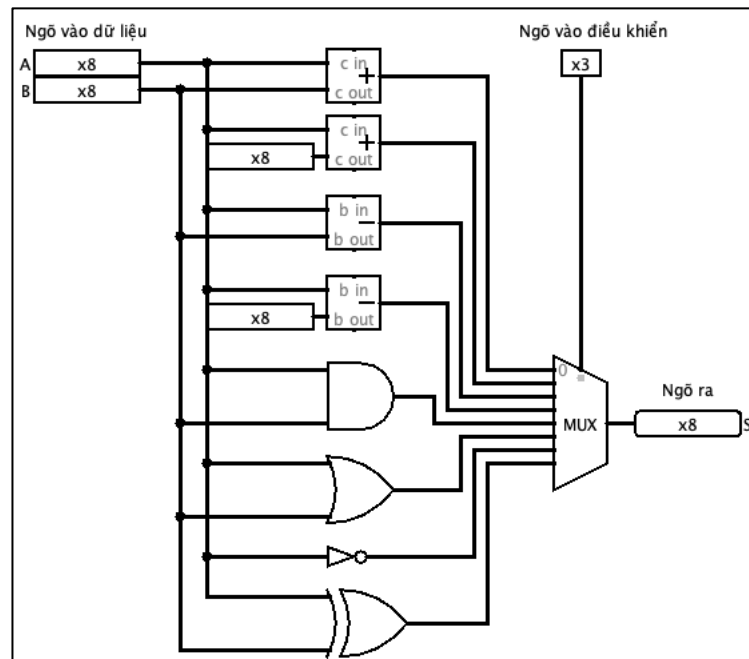 Ngõ vào dữ liệu
Ngõ vào điều khiển
A x8
B x8
x3
c in
+
c out
c in
+
x8
c out
b in
−
b out
b in
−
x8
b out
0
MUX
Ngõ ra
x8 S